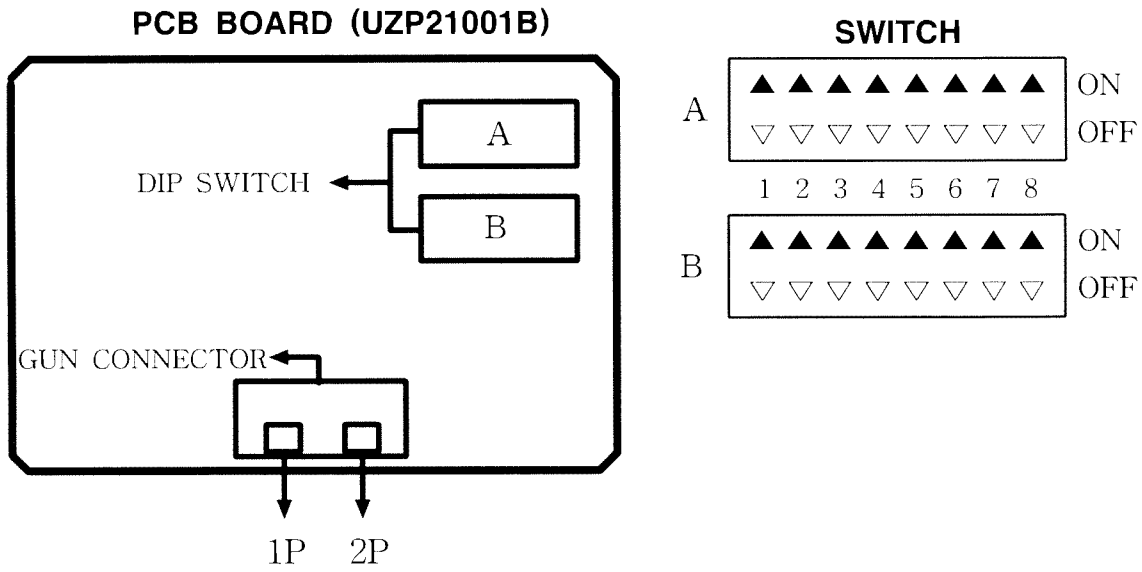 PCB BOARD (UZP21001B)
A
DIP SWITCH
B
GUN CONNECTOR
1P 2P
SWITCH
A
ON
OFF
1 2 3 4 5 6 7 8
B
ON
OFF